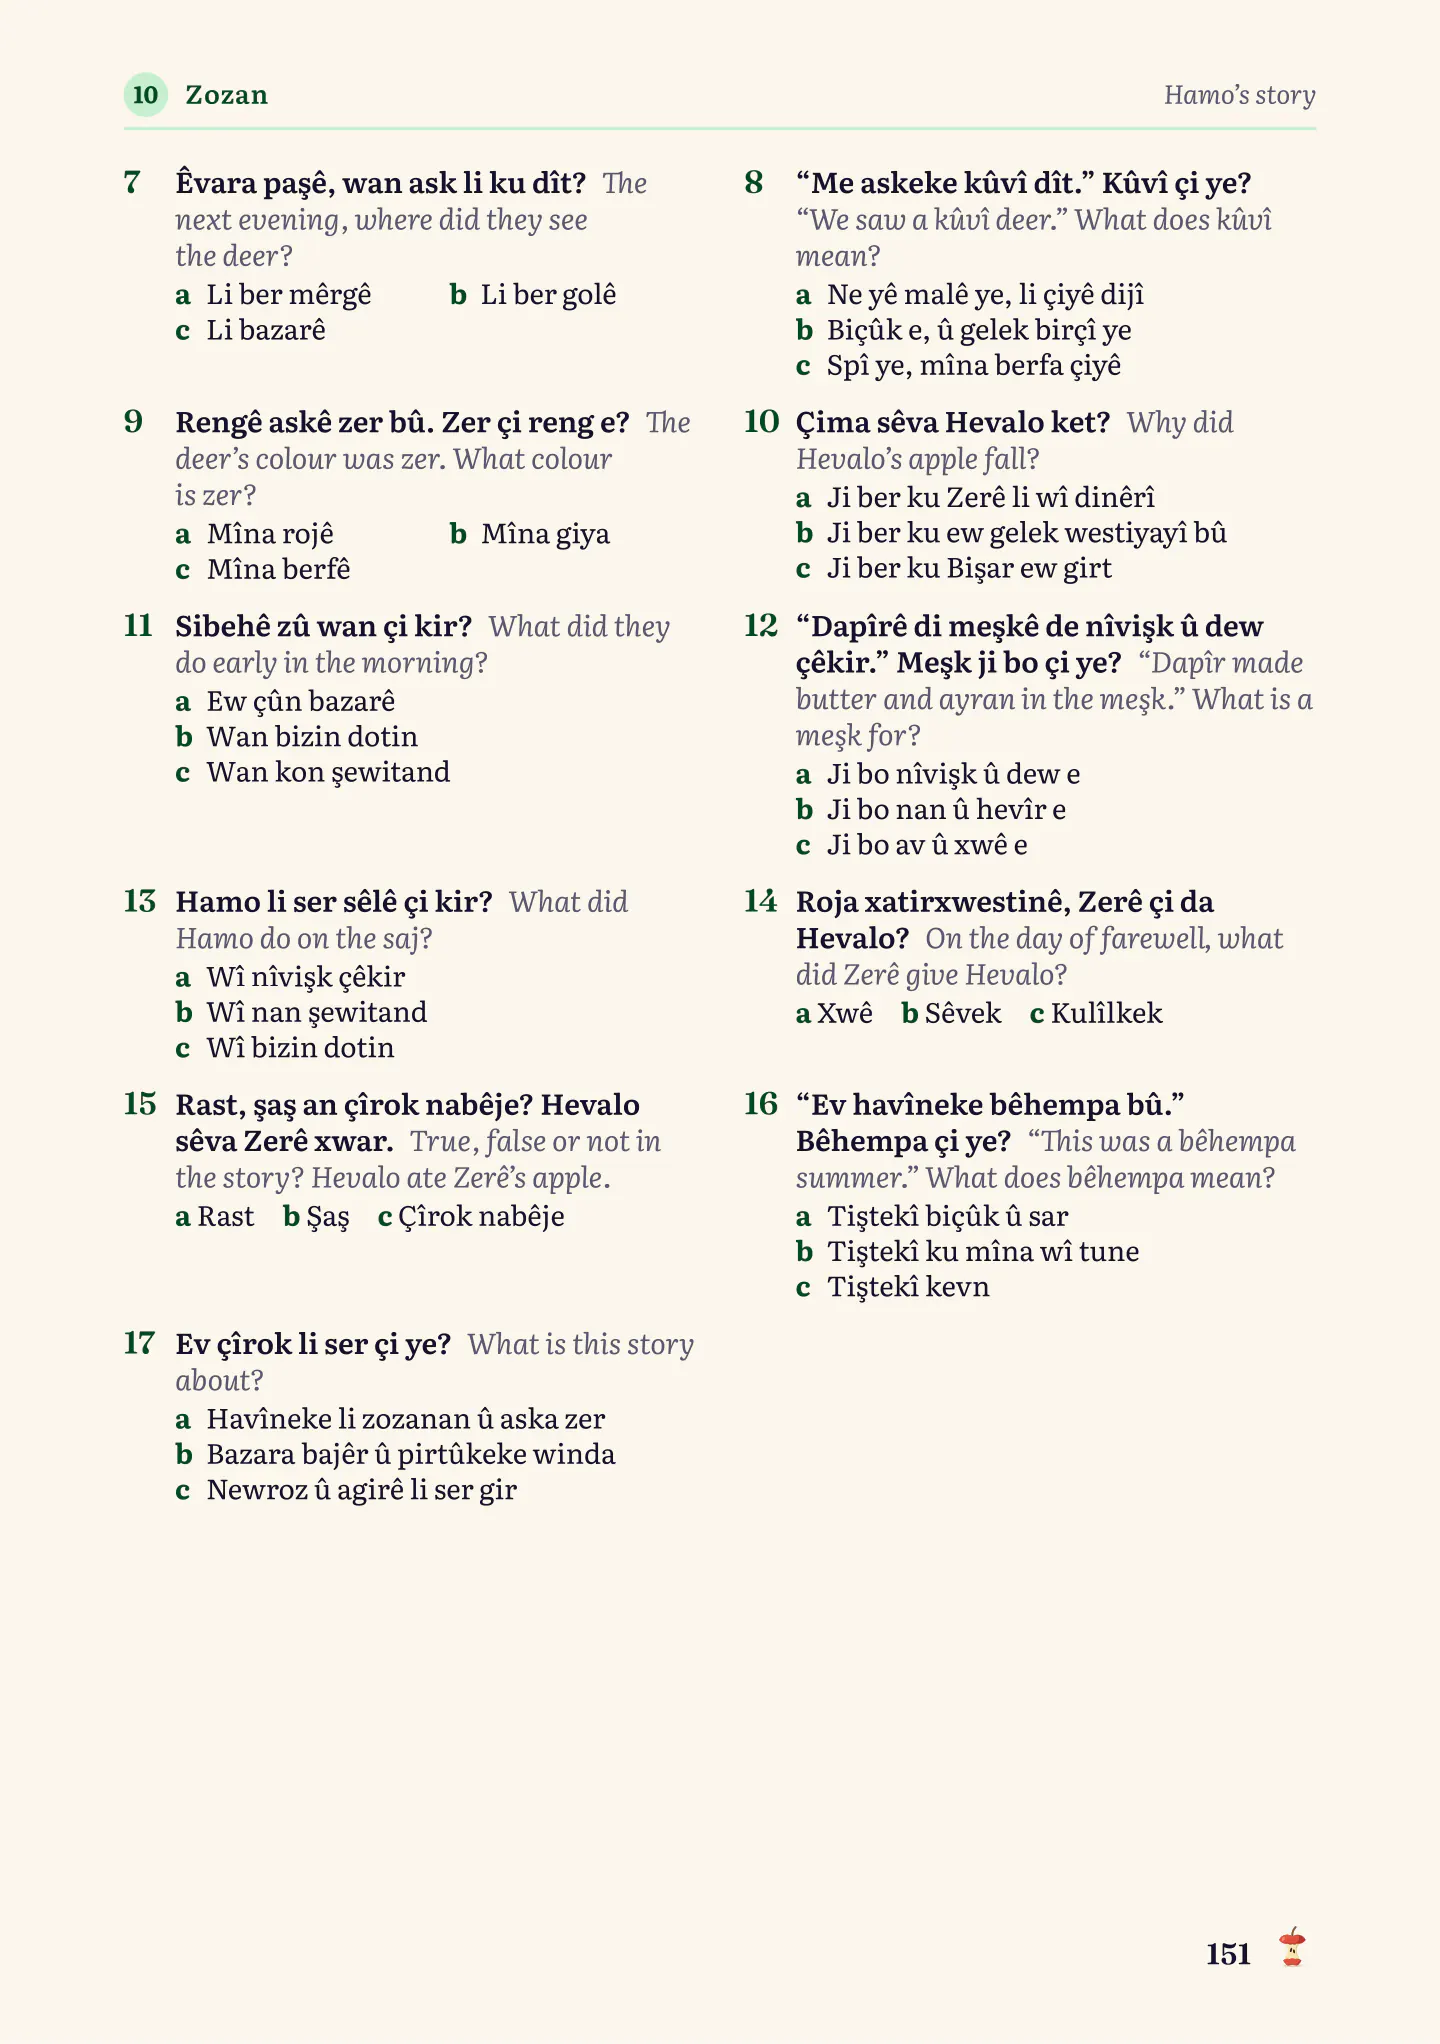 10 Zozan
Hamo’s story
7 Êvara paşê, wan ask li ku dît? The
next evening, where did they see
the deer?
a Li ber mêrgê b Li ber golê
c Li bazarê
8 “Me askeke kûvî dît.” Kûvî çi ye?
“We saw a kûvî deer.” What does kûvî
mean?
a Ne yê malê ye, li çiyê dijî
b Biçûk e, û gelek birçî ye
c Spî ye, mîna berfa çiyê
9 Rengê askê zer bû. Zer çi reng e? The
deer’s colour was zer. What colour
is zer?
a Mîna rojê b Mîna giya
c Mîna berfê
10 Çima sêva Hevalo ket? Why did
Hevalo’s apple fall?
a Ji ber ku Zerê li wî dinêrî
b Ji ber ku ew gelek westiyayî bû
c Ji ber ku Bişar ew girt
11 Sibehê zû wan çi kir? What did they
do early in the morning?
a Ew çûn bazarê
b Wan bizin dotin
c Wan kon şewitand
12 “Dapîrê di meşkê de nîvişk û dew
çêkir.” Meşk ji bo çi ye? “Dapîr made
butter and ayran in the meşk.” What is a
meşk for?
a Ji bo nîvişk û dew e
b Ji bo nan û hevîr e
c Ji bo av û xwê e
13 Hamo li ser sêlê çi kir? What did
Hamo do on the saj?
a Wî nîvişk çêkir
b Wî nan şewitand
c Wî bizin dotin
14 Roja xatirxwestinê, Zerê çi da
Hevalo? On the day of farewell, what
did Zerê give Hevalo?
a Xwê b Sêvek c Kulîlkek
15 Rast, şaş an çîrok nabêje? Hevalo
sêva Zerê xwar. True, false or not in
the story? Hevalo ate Zerê’s apple.
a Rast b Şaş c Çîrok nabêje
16 “Ev havîneke bêhempa bû.”
Bêhempa çi ye? “This was a bêhempa
summer.” What does bêhempa mean?
a Tiştekî biçûk û sar
b Tiştekî ku mîna wî tune
c Tiştekî kevn
17 Ev çîrok li ser çi ye? What is this story
about?
a Havîneke li zozanan û aska zer
b Bazara bajêr û pirtûkeke winda
c Newroz û agirê li ser gir
151